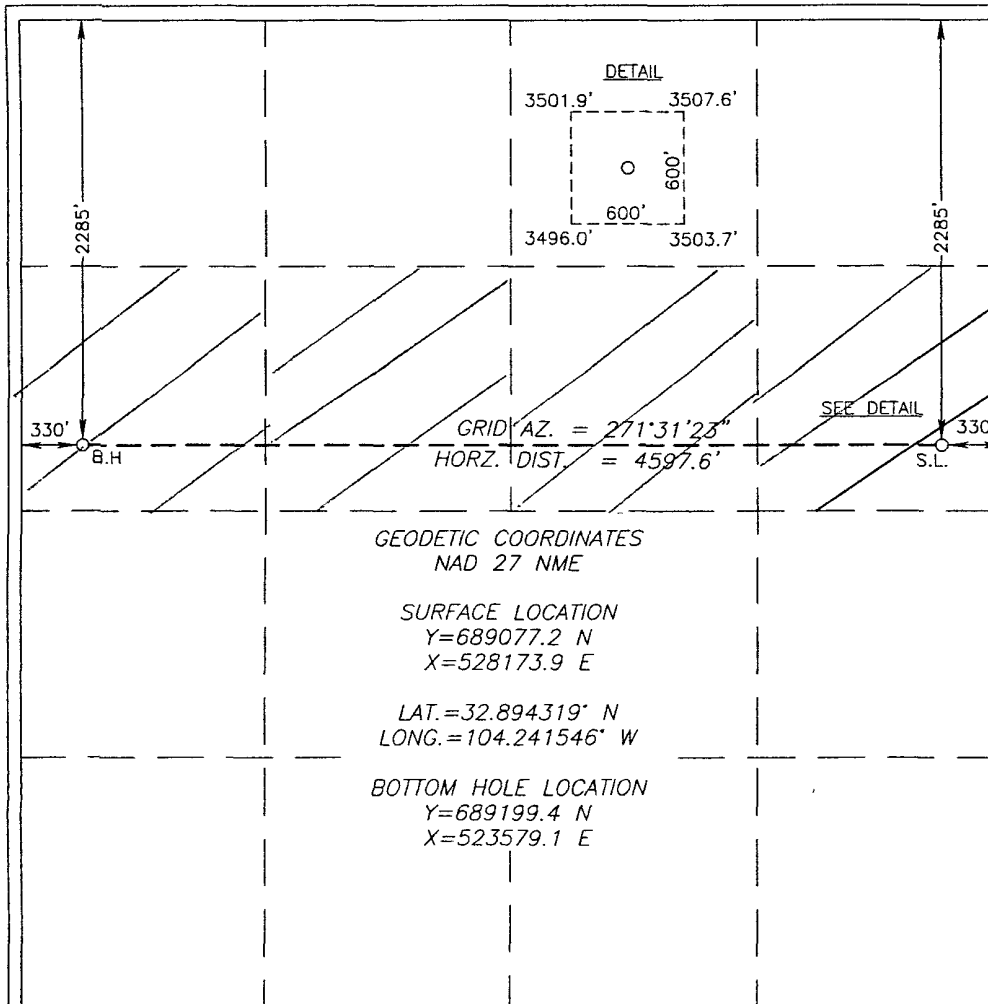 DETAIL
3501.9' 3507.6'
600'
600'
3496.0' 3503.7'
2285' 2285'
SEE DETAIL
330' GRID AZ. = 271°31'23" 330
B.H HORZ. DIST. = 4597.6' S.L.
GEODETIC COORDINATES
NAD 27 NME
SURFACE LOCATION
Y=689077.2 N
X=528173.9 E
LAT.=32.894319° N
LONG.=104.241546° W
BOTTOM HOLE LOCATION
Y=689199.4 N
X=523579.1 E